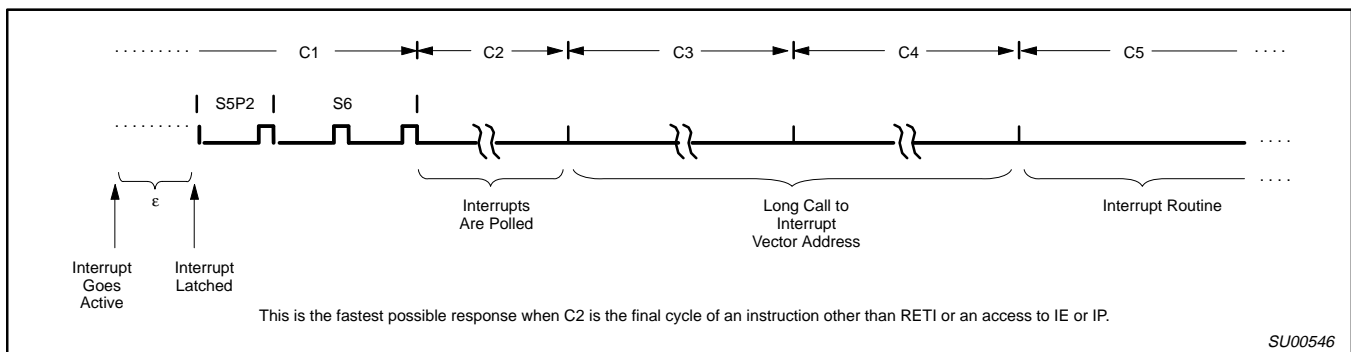 C1 C2 C3 C4 C5
S5P2 S6
ε
Interrupts
Are Polled
Long Call to
Interrupt
Vector Address
Interrupt Routine
Interrupt
Goes
Active
Interrupt
Latched
This is the fastest possible response when C2 is the final cycle of an instruction other than RETI or an access to IE or IP.
SU00546